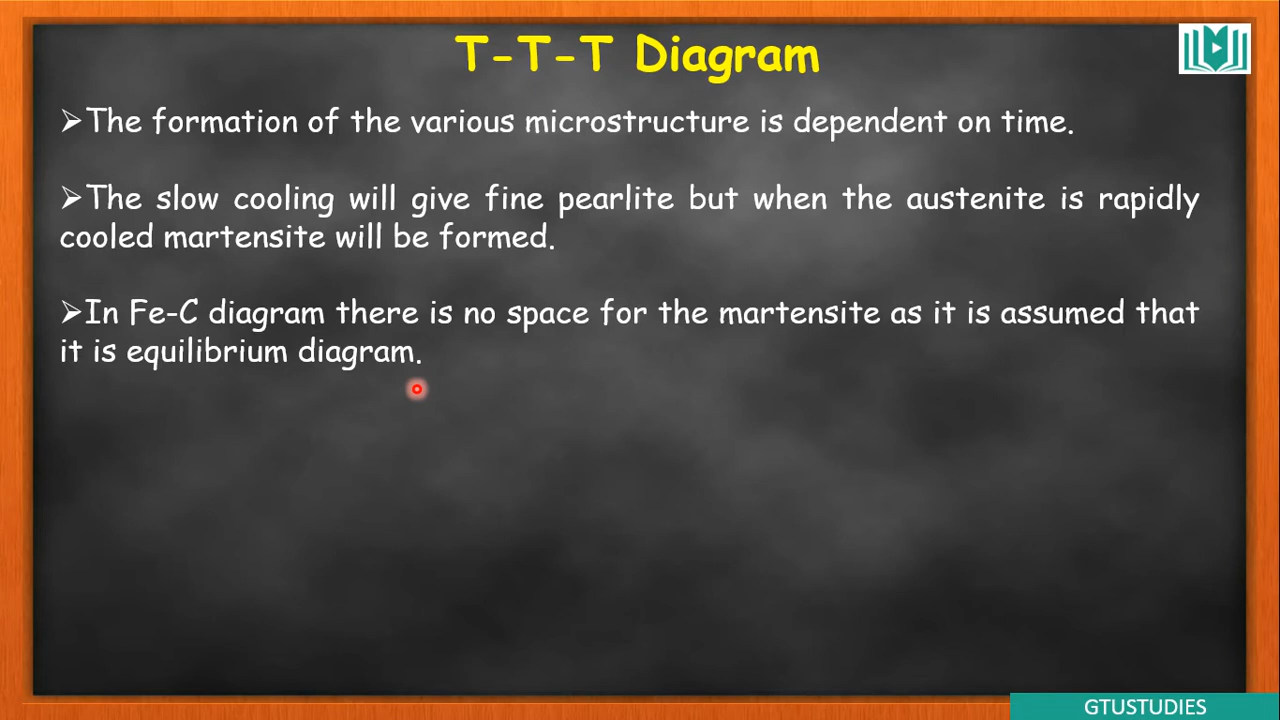 T-T-T Diagram
➢The formation of the various microstructure is dependent on time.
➢The slow cooling will give fine pearlite but when the austenite is rapidly
cooled martensite will be formed.
➢In Fe-C diagram there is no space for the martensite as it is assumed that
it is equilibrium diagram.
GTUSTUDIES